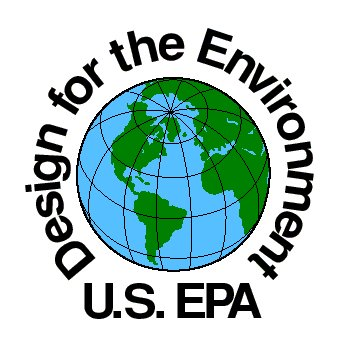 Design for the Environment
U.S. EPA